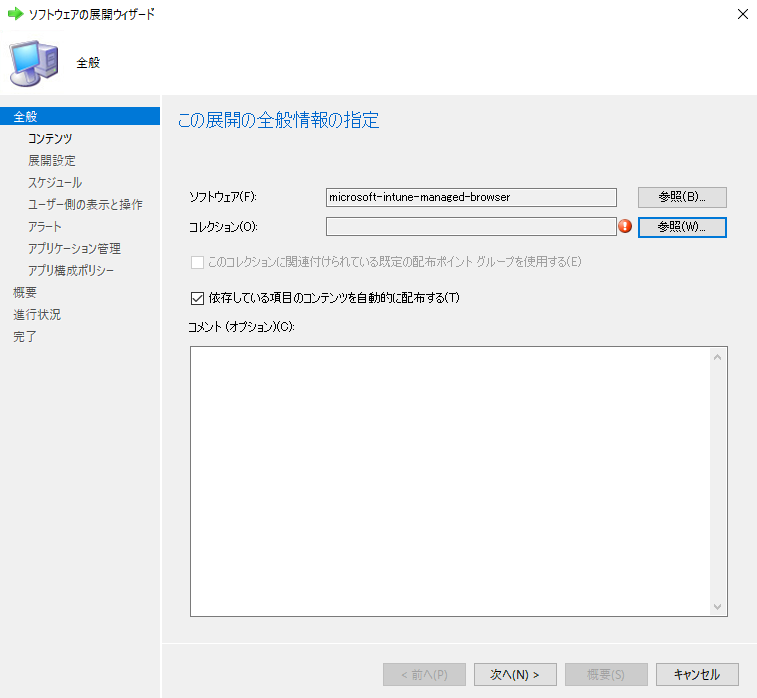 ソフトウェアの展開ウィザード
全般
全般
コンテンツ
展開設定
スケジュール
ユーザー側の表示と操作
アラート
アプリケーション管理
アプリ構成ポリシー
概要
進行状況
完了
この展開の全般情報の指定
ソフトウェア(F):
microsoft-intune-managed-browser
参照(B)...
コレクション(O):
参照(W)...
このコレクションに関連付けられている既定の配布ポイント グループを使用する(E)
依存している項目のコンテンツを自動的に配布する(T)
コメント (オプション)(C):
< 前へ(P)
次へ(N) >
概要(S)
キャンセル